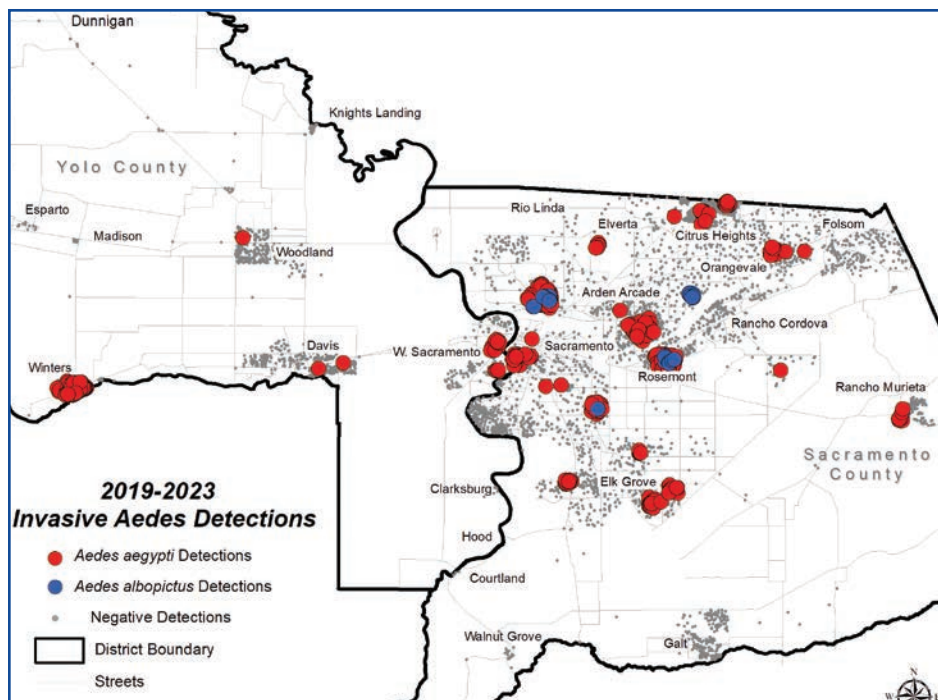 Dunnigan
Knights Landing
Yolo County
Esparto
Madison
Woodland
Rio Linda
Elverta
Citrus Heights
Folsom
Orangevale
Arden Arcade
Rancho Cordova
Davis
W. Sacramento
Sacramento
Winters
Rosemont
Rancho Murieta
Sacramento
County
Elk Grove
Clarksburg
Hood
Courtland
Walnut Grove
Galt
2019-2023
Invasive Aedes Detections
Aedes aegypti Detections
Aedes albopictus Detections
Negative Detections
District Boundary
Streets
N
W